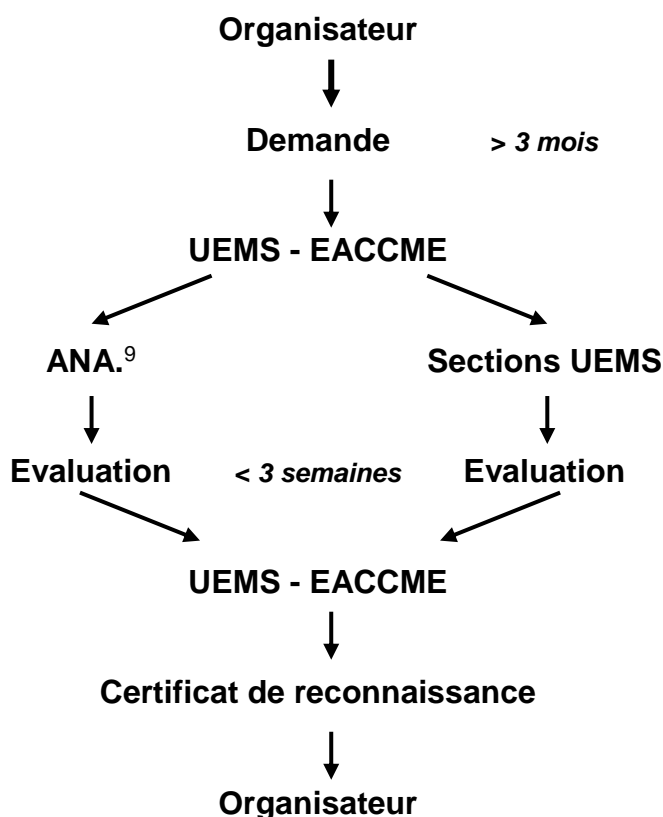 Organisateur
Demande > 3 mois
UEMS - EACCME
ANA.⁹ Sections UEMS
Evaluation < 3 semaines Evaluation
UEMS - EACCME
Certificat de reconnaissance
Organisateur